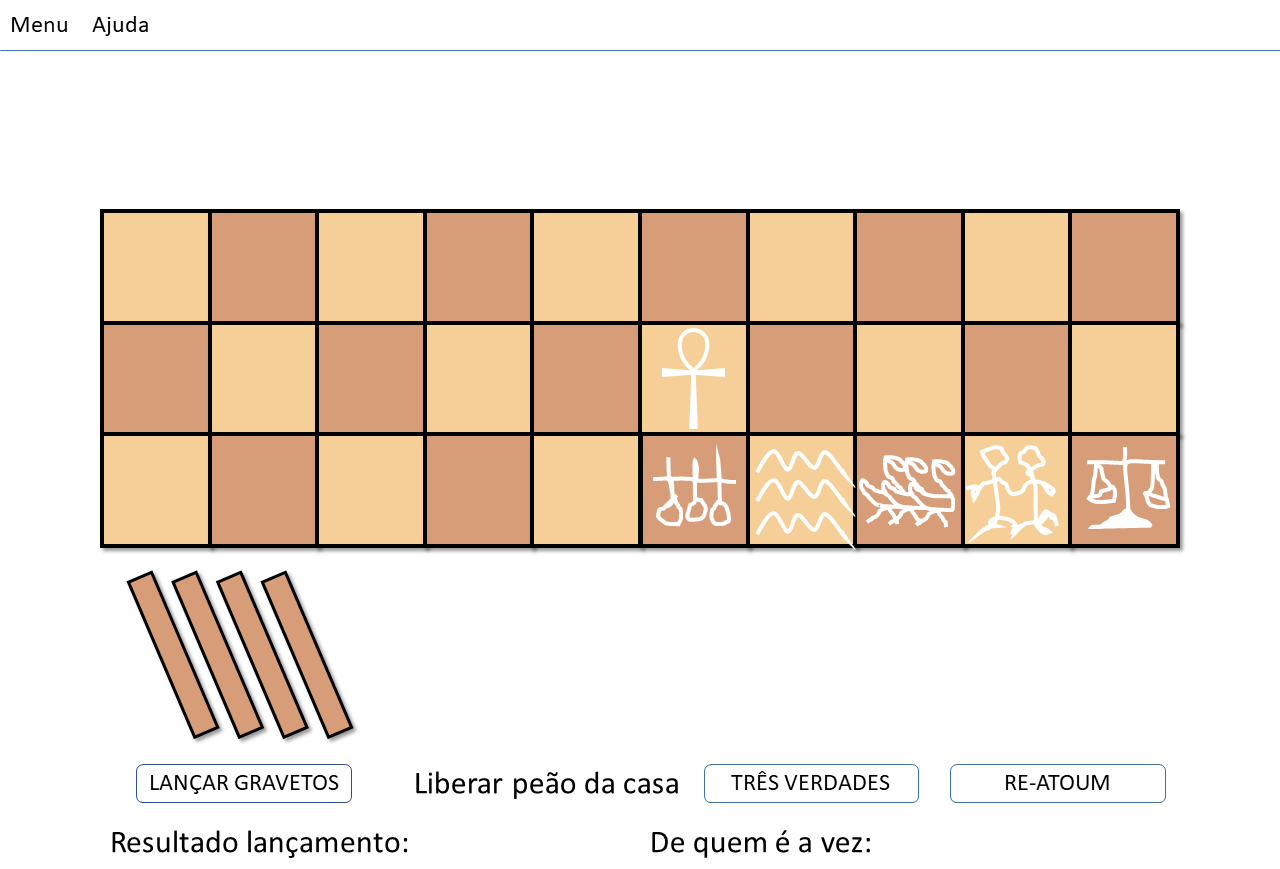 Menu Ajuda
LANÇAR GRAVETOS Liberar peão da casa TRÊS VERDADES RE-ATOUM
Resultado lançamento: De quem é a vez: